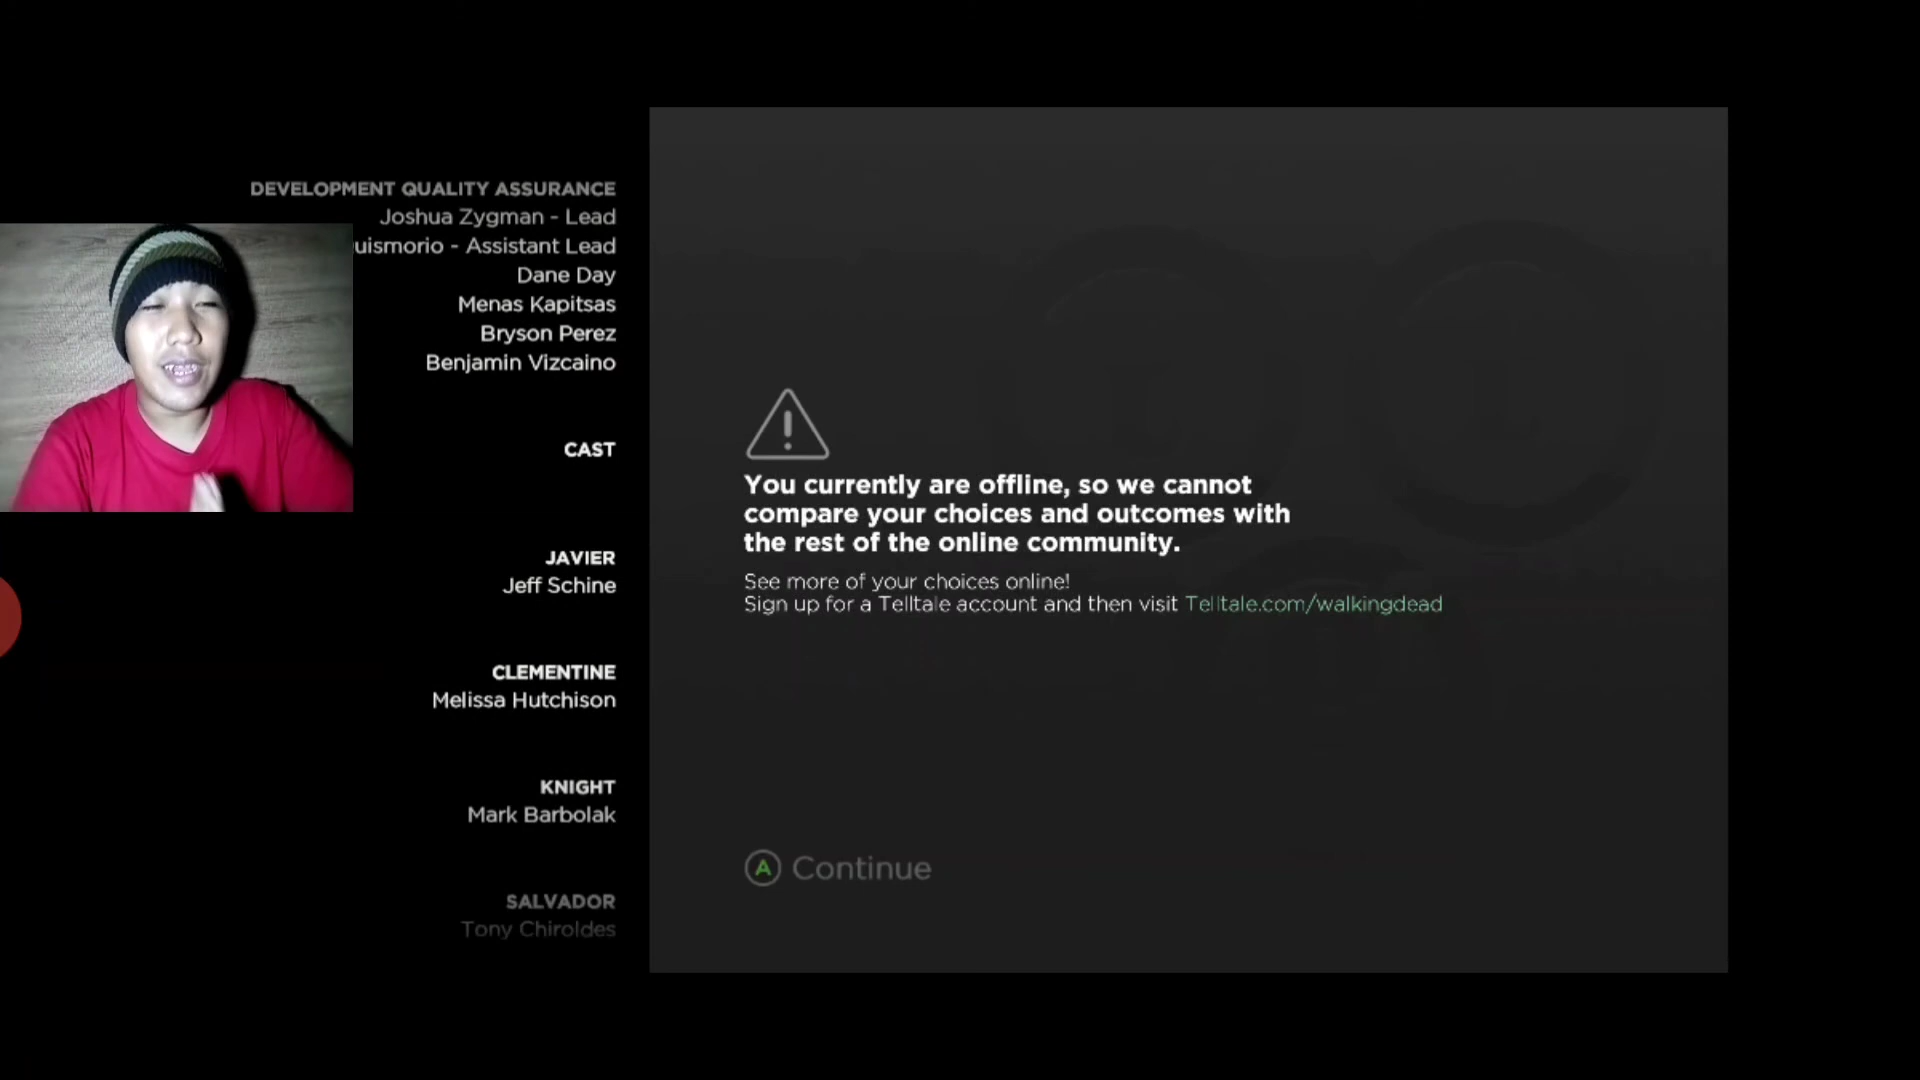 DEVELOPMENT QUALITY ASSURANCE
Joshua Zygman - Lead
- Assistant Lead
Dane Day
Menas Kapitsas
Bryson Perez
Benjamin Vizcaino
CAST
JAVIER
Jeff Schine
CLEMENTINE
Melissa Hutchison
KNIGHT
Mark Barbolak
SALVADOR
Tony Chiroldes
You currently are offline, so we cannot
compare your choices and outcomes with
the rest of the online community.
See more of your choices online!
Sign up for a Telltale account and then visit Telltale.com/walkingdead
A Continue